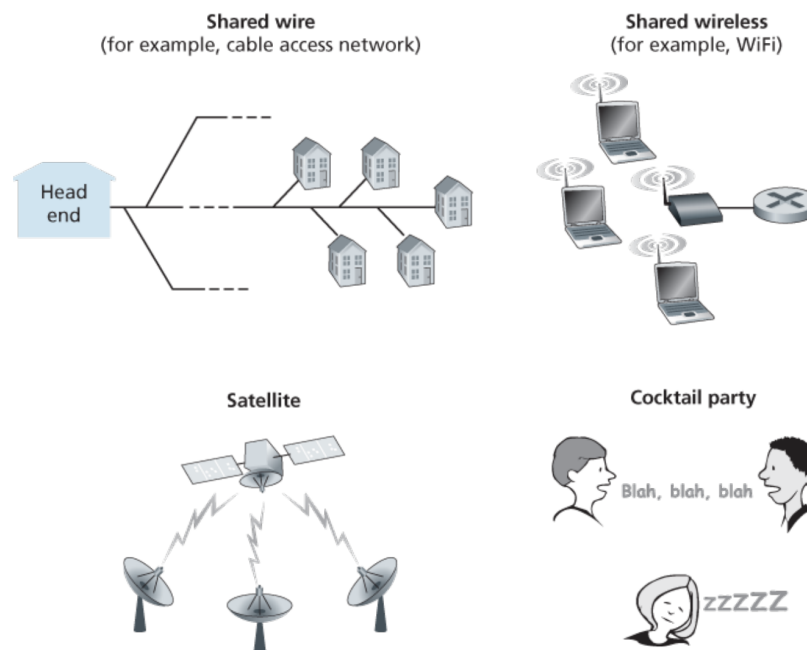 Shared wire
(for example, cable access network)
Shared wireless
(for example, WiFi)
Head
end
Satellite
Cocktail party
Blah, blah, blah
zzzzz